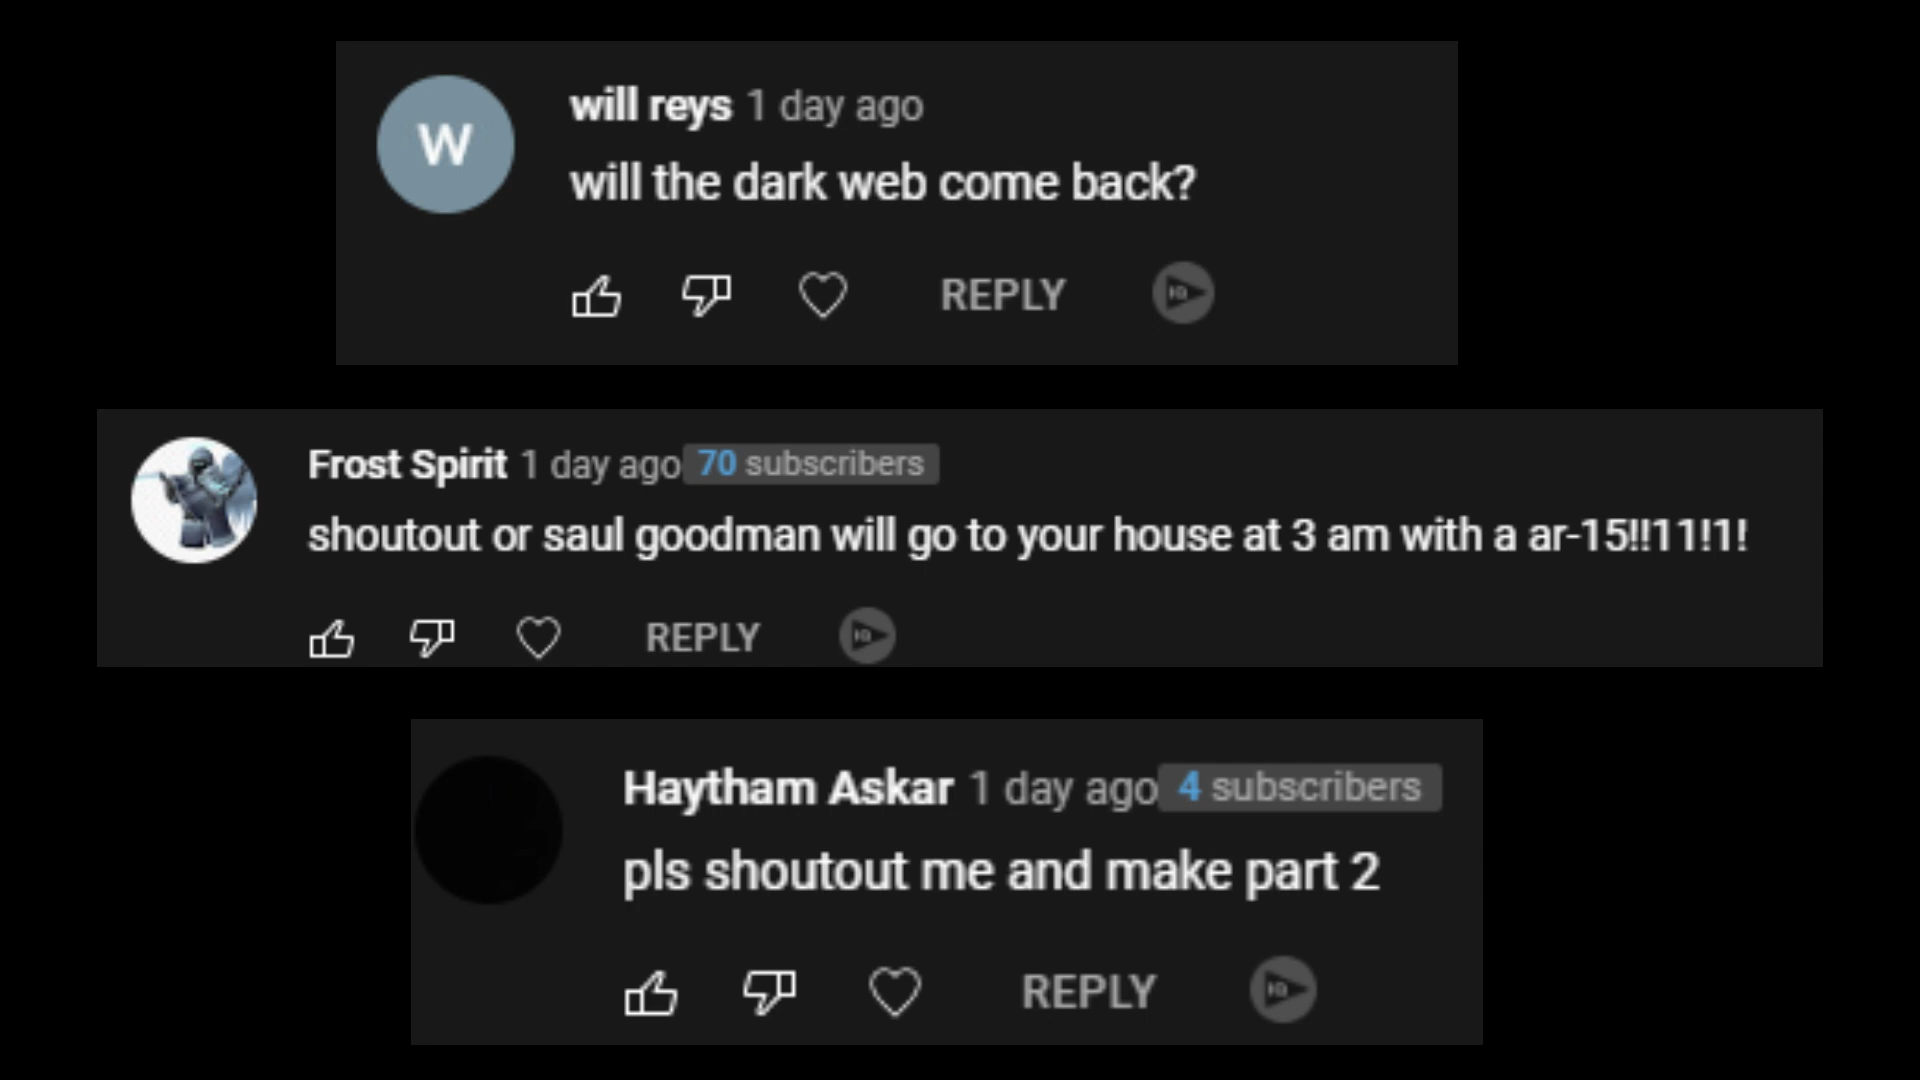 W
will reys 1 day ago
will the dark web come back?
REPLY
Frost Spirit 1 day ago 70 subscribers
shoutout or saul goodman will go to your house at 3 am with a ar-15!!11!1!
REPLY
Haytham Askar 1 day ago 4 subscribers
pls shoutout me and make part 2
REPLY